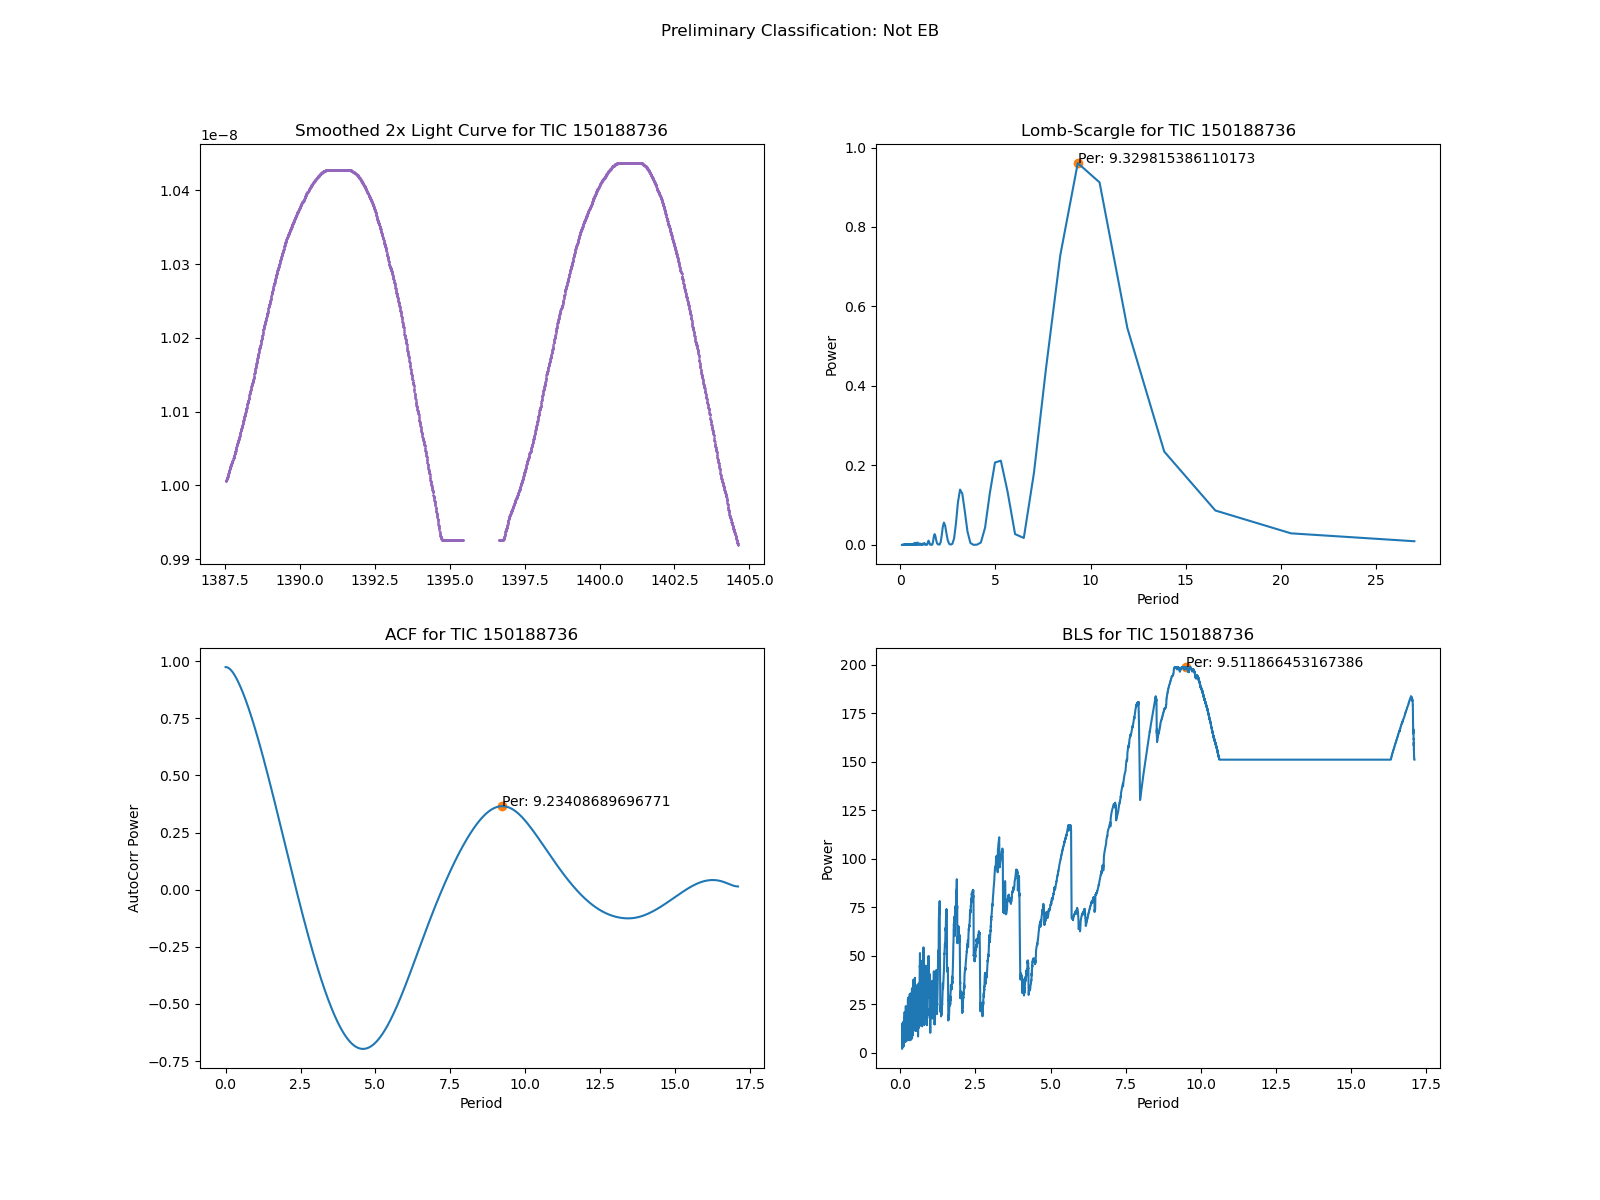 Preliminary Classification: Not EB
Smoothed 2x Light Curve for TIC 150188736
1e−8
1.04
1.03
1.02
1.01
1.00
0.99
1387.5 1390.0 1392.5 1395.0 1397.5 1400.0 1402.5 1405.0
Lomb-Scargle for TIC 150188736
Per: 9.329815386110173
Power
1.0
0.8
0.6
0.4
0.2
0.0
0 5 10 15 20 25
Period
ACF for TIC 150188736
Per: 9.23408689696771
AutoCorr Power
1.00
0.75
0.50
0.25
0.00
−0.25
−0.50
−0.75
0.0 2.5 5.0 7.5 10.0 12.5 15.0 17.5
Period
BLS for TIC 150188736
Per: 9.511866453167386
Power
200
175
150
125
100
75
50
25
0
0.0 2.5 5.0 7.5 10.0 12.5 15.0 17.5
Period